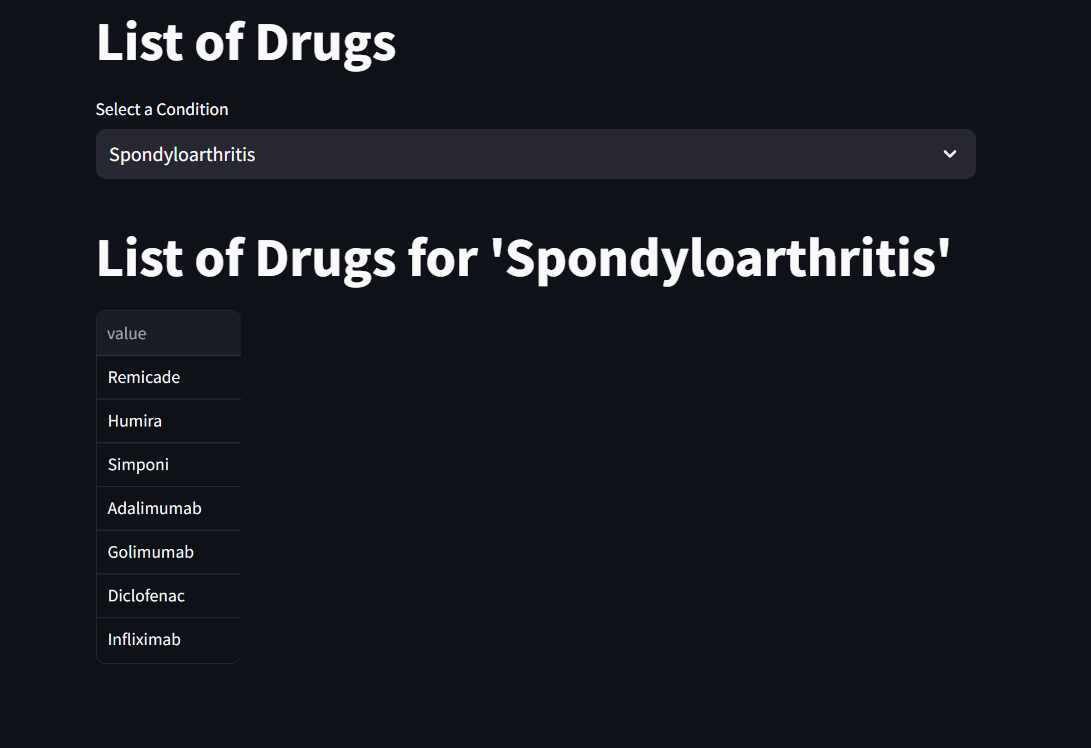 List of Drugs
Select a Condition
Spondyloarthritis
List of Drugs for 'Spondyloarthritis'
value
Remicade
Humira
Simponi
Adalimumab
Golimumab
Diclofenac
Infliximab